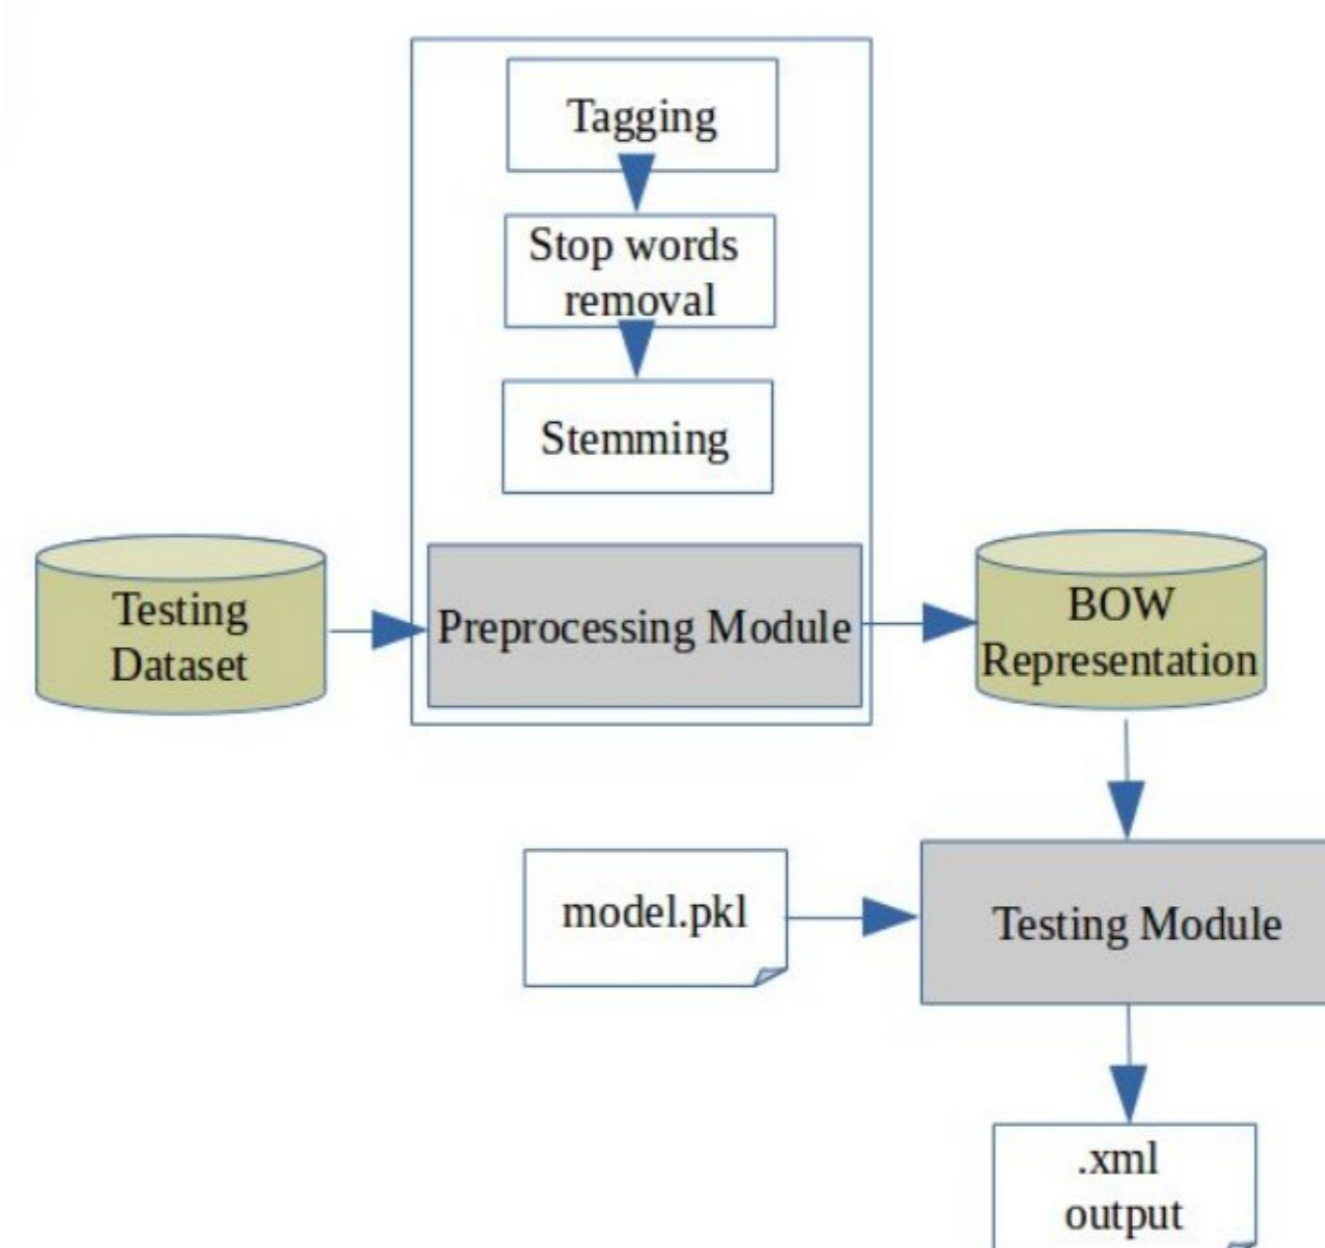 Tagging
Stop words
removal
Stemming
Testing
Dataset
Preprocessing Module
BOW
Representation
model.pkl
Testing Module
.xml
output